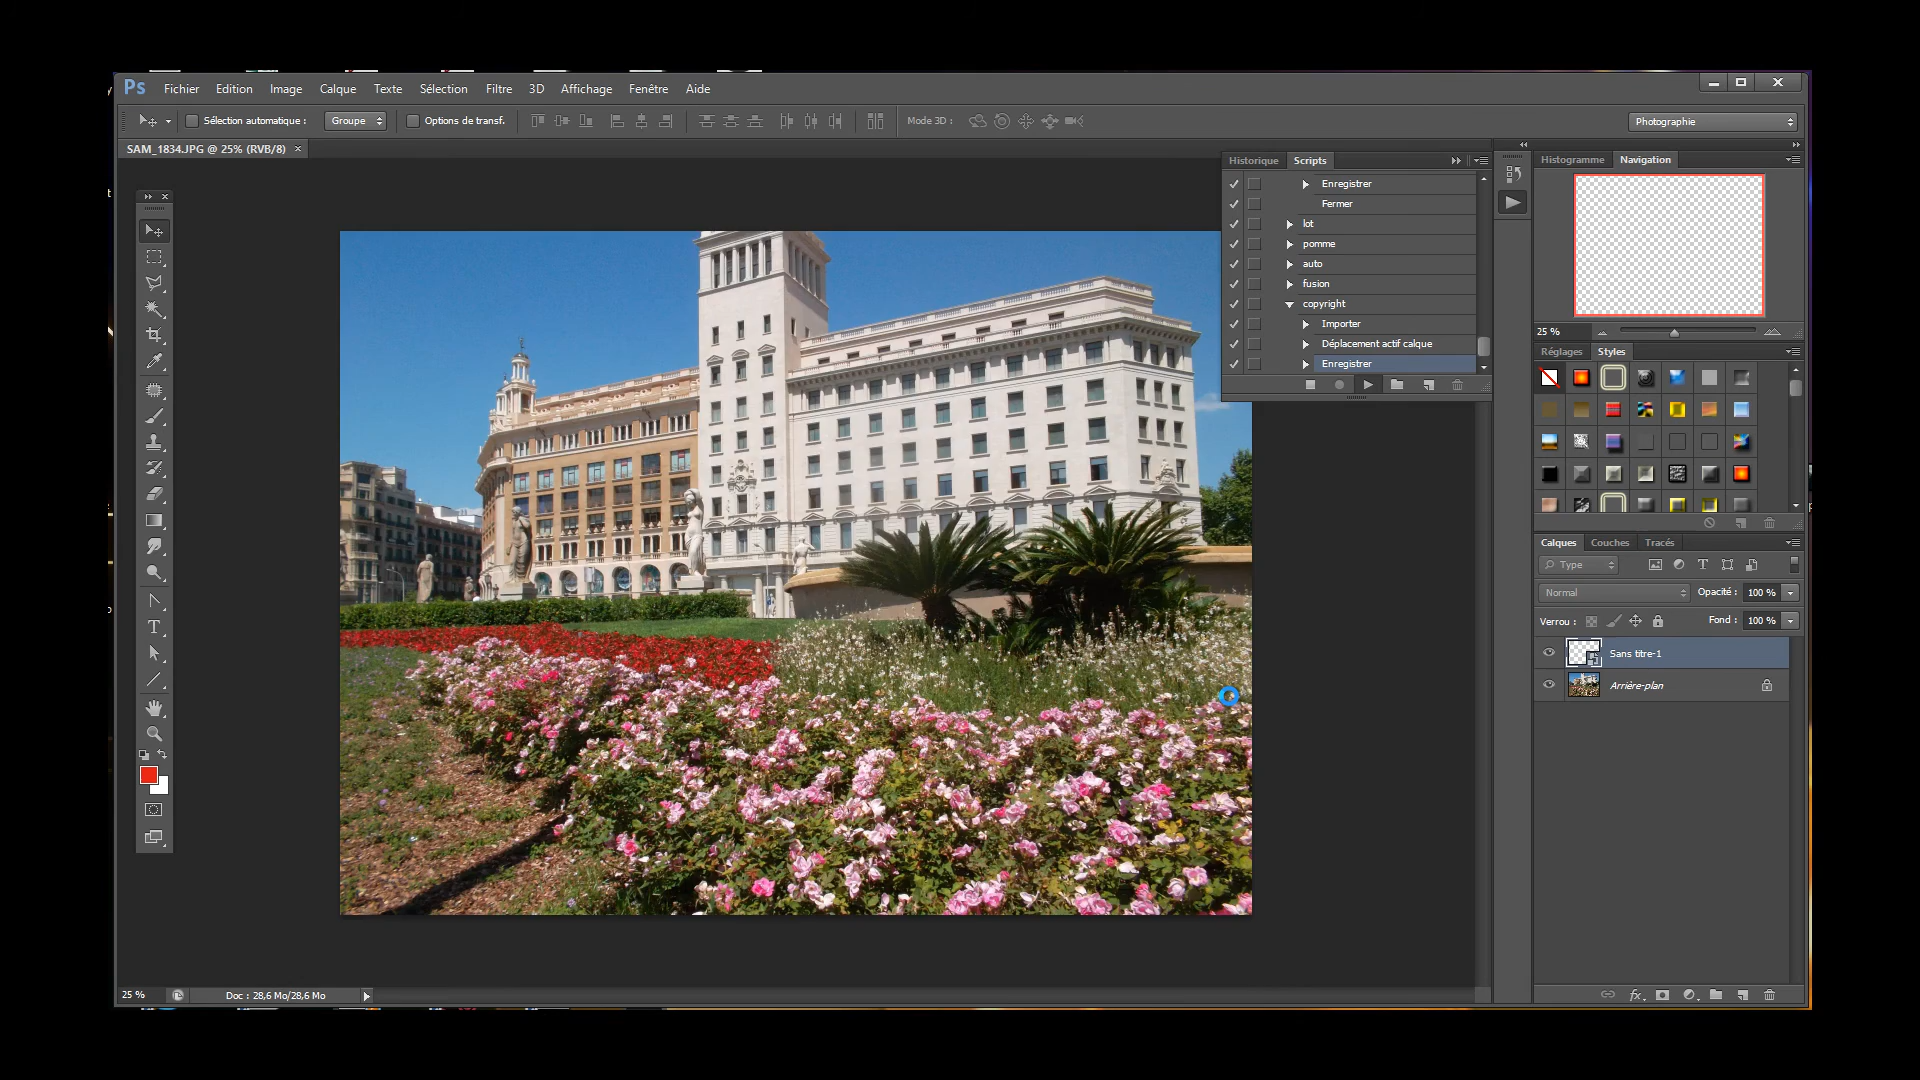 Ps Fichier Edition Image Calque Texte Sélection Filtre 3D Affichage Fenêtre Aide
Sélection automatique : Groupe Options de transf. Mode 3D : Photographie
SAM_1834.JPG @ 25% (RVB/8) ×
Historique Scripts
Enregistrer
Fermer
lot
pomme
auto
fusion
copyright
Importer
Déplacement actif calque
Enregistrer
Histogramme Navigation
25 %
Réglages Styles
Calques Couches Tracés
Type
Normal Opacité : 100 %
Verrou : Fond : 100 %
Sans titre-1
Arrière-plan
fx
25 % Doc : 28,6 Mo/28,6 Mo